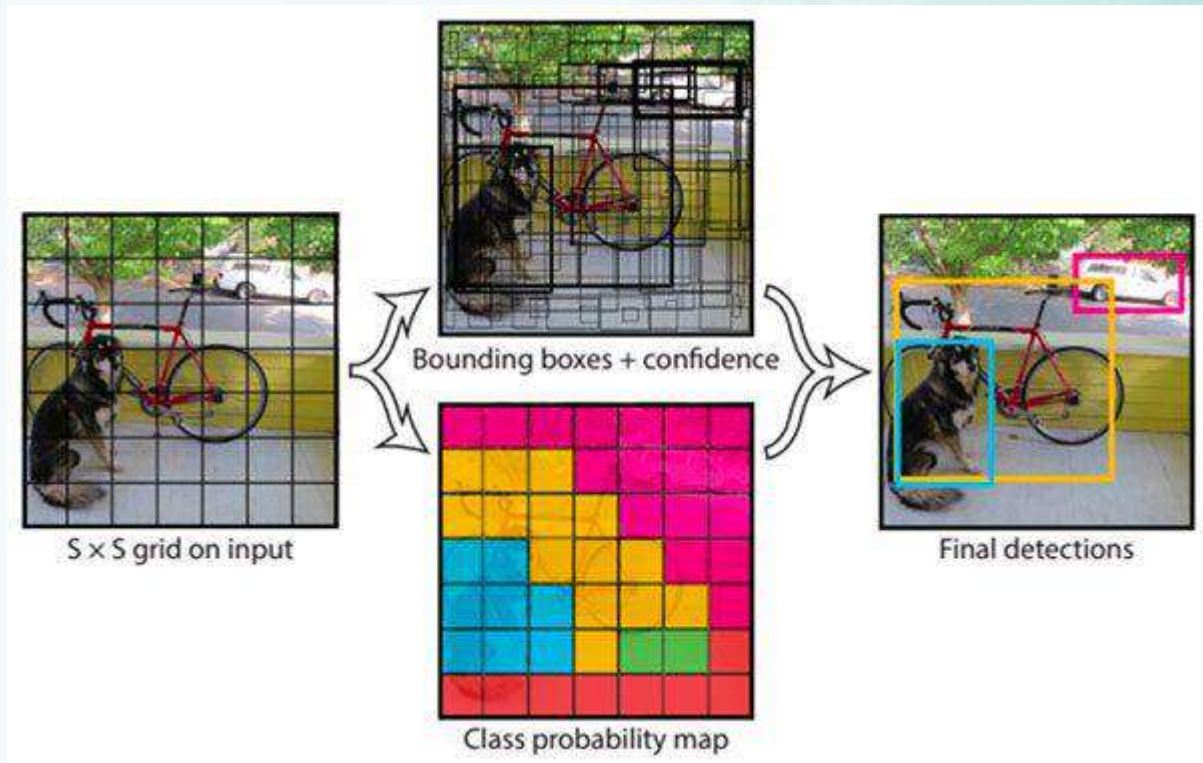 Bounding boxes + confidence
S × S grid on input
Final detections
Class probability map